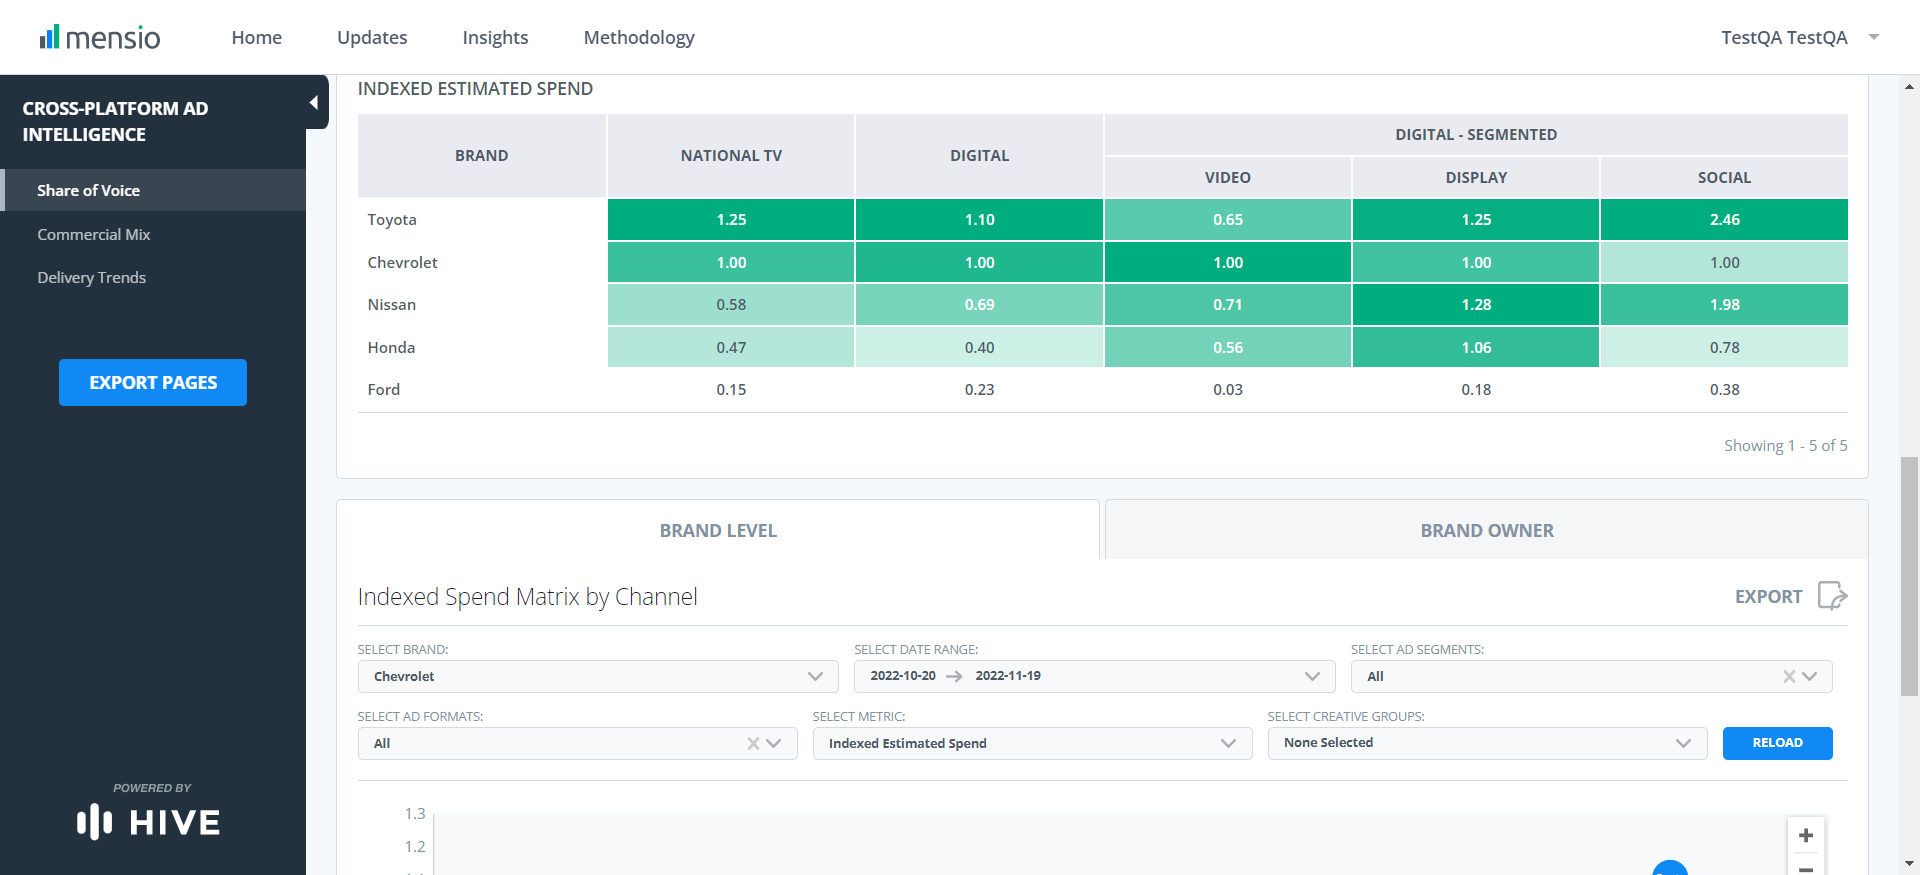 mensio
Home Updates Insights Methodology
TestQA TestQA
CROSS-PLATFORM AD
INTELLIGENCE
Share of Voice
Commercial Mix
Delivery Trends
EXPORT PAGES
POWERED BY
HIVE
INDEXED ESTIMATED SPEND
BRAND NATIONAL TV DIGITAL DIGITAL - SEGMENTED
VIDEO DISPLAY SOCIAL
Toyota 1.25 1.10 0.65 1.25 2.46
Chevrolet 1.00 1.00 1.00 1.00 1.00
Nissan 0.58 0.69 0.71 1.28 1.98
Honda 0.47 0.40 0.56 1.06 0.78
Ford 0.15 0.23 0.03 0.18 0.38
Showing 1 - 5 of 5
BRAND LEVEL BRAND OWNER
Indexed Spend Matrix by Channel
EXPORT
SELECT BRAND: SELECT DATE RANGE: SELECT AD SEGMENTS:
Chevrolet 2022-10-20 → 2022-11-19 All
SELECT AD FORMATS: SELECT METRIC: SELECT CREATIVE GROUPS:
All Indexed Estimated Spend None Selected RELOAD
1.3
1.2